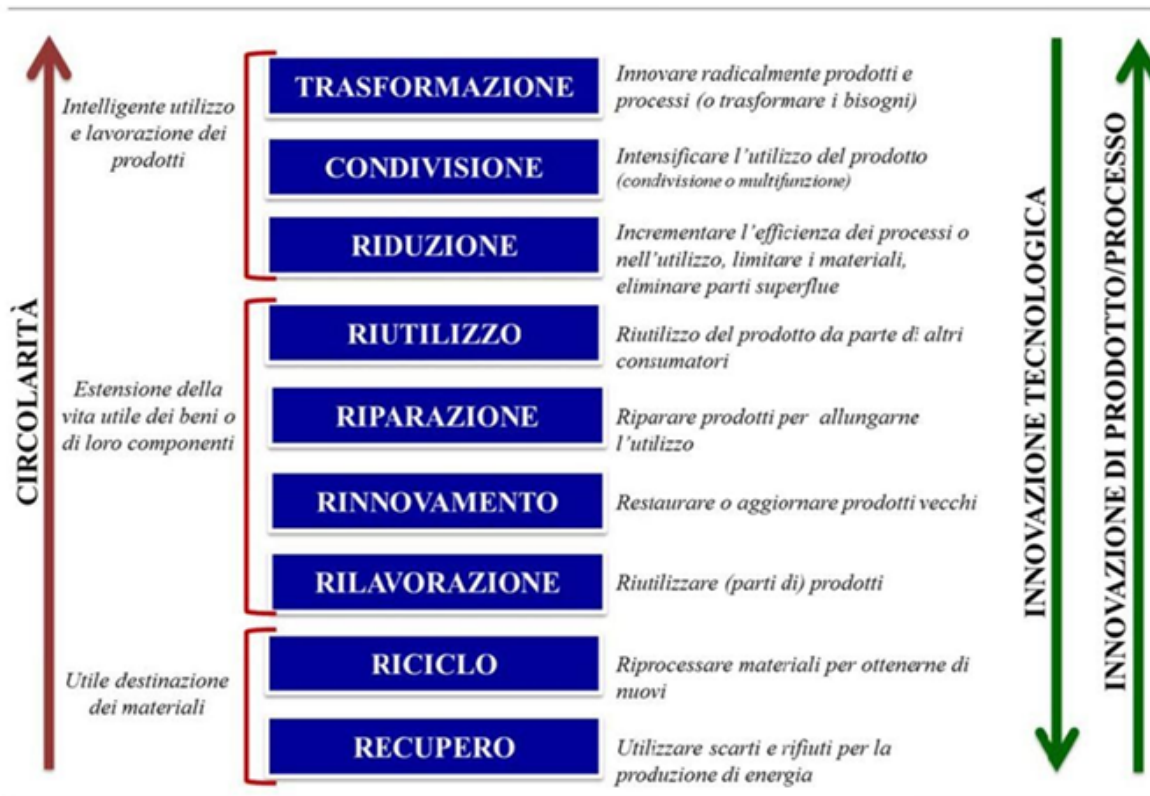 CIRCOLARITÀ
Intelligente utilizzo
e lavorazione dei
prodotti
TRASFORMAZIONE
Innovare radicalmente prodotti e
processi (o trasformare i bisogni)
CONDIVISIONE
Intensificare l'utilizzo del prodotto
(condivisione o multifunzione)
RIDUZIONE
Incrementare l'efficienza dei processi o
nell'utilizzo, limitare i materiali,
eliminare parti superflue
Estensione della
vita utile dei beni o
di loro componenti
RIUTILIZZO
Riutilizzo del prodotto da parte di altri
consumatori
RIPARAZIONE
Riparare prodotti per allungarne
l'utilizzo
RINNOVAMENTO
Restaurare o aggiornare prodotti vecchi
RILAVORAZIONE
Riutilizzare (parti di) prodotti
Utile destinazione
dei materiali
RICICLO
Riprocessare materiali per ottenerne di
nuovi
RECUPERO
Utilizzare scarti e rifiuti per la
produzione di energia
INNOVAZIONE TECNOLOGICA
INNOVAZIONE DI PRODOTTO/PROCESSO